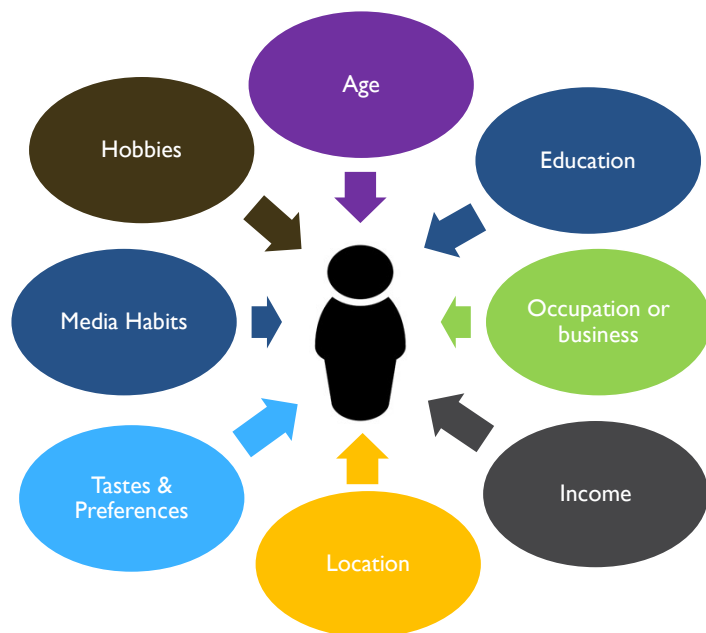 Age
Education
Occupation or
business
Income
Location
Tastes &
Preferences
Media Habits
Hobbies